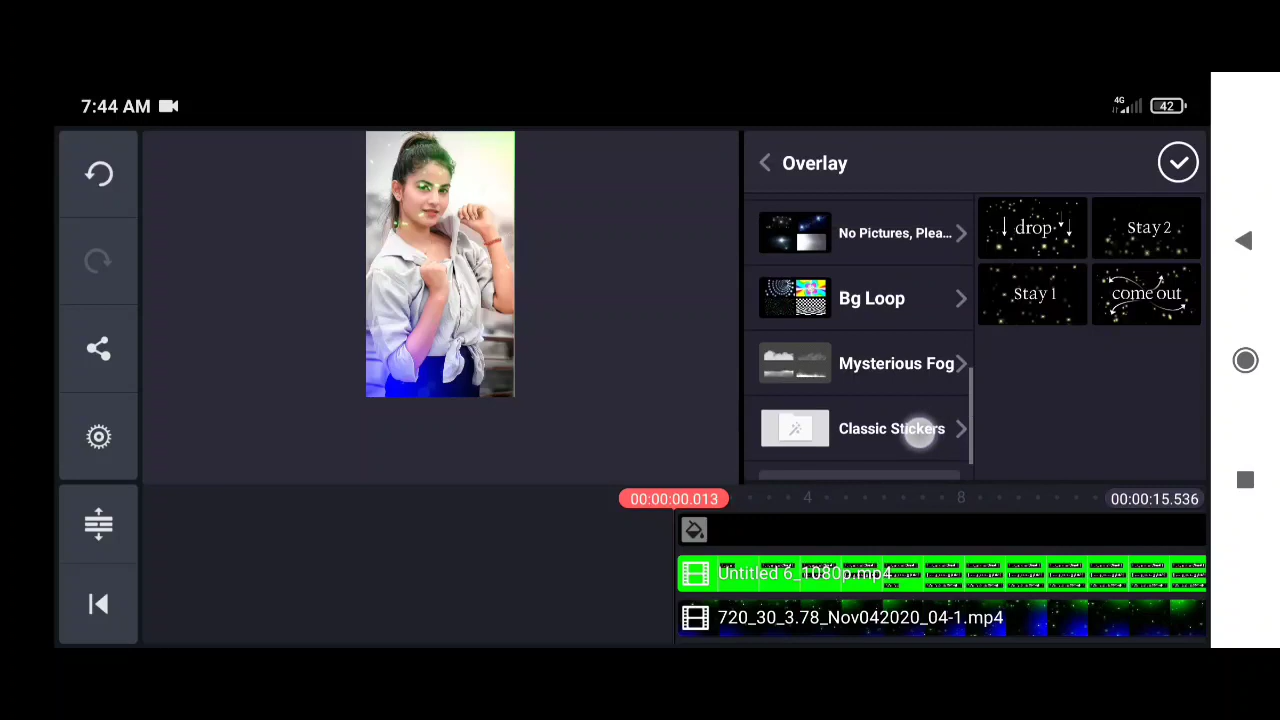 7:44 AM
4G
42
Overlay
No Pictures, Plea...
Bg Loop
Mysterious Fog
Classic Stickers
drop
Stay 2
Stay 1
come out
00:00:00.013
4
8
00:00:15.536
Untitled 6_1080p.mp4
720_30_3.78_Nov042020_04-1.mp4